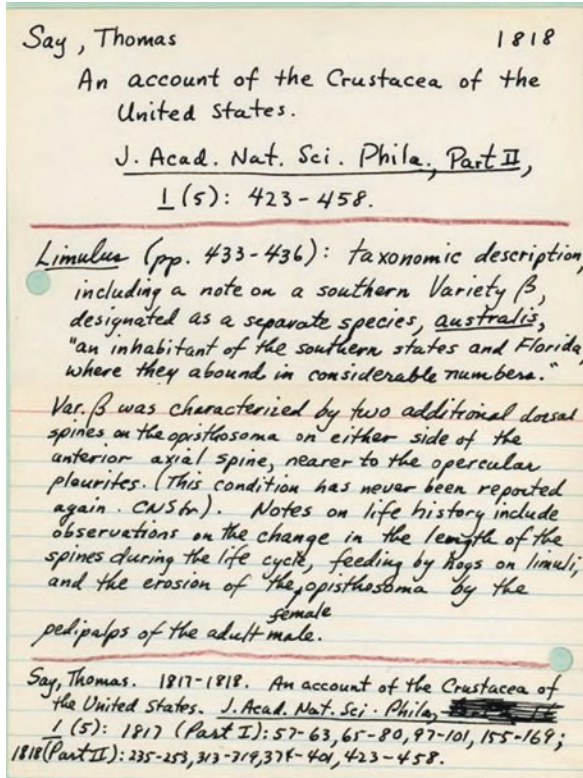 Say, Thomas 1818
An account of the Crustacea of the
United States.
J. Acad. Nat. Sci. Phila., Part II,
1 (5): 423-458.
Limulus (pp. 433-436): taxonomic description,
including a note on a southern Variety β,
designated as a separate species, australis,
"an inhabitant of the southern states and Florida,
where they abound in considerable numbers."
Var. β was characterized by two additional dorsal
spines on the opisthosoma on either side of the
anterior axial spine, nearer to the opercular
pleurites. (This condition has never been reported
again. CNSJr). Notes on life history include
observations on the change in the length of the
spines during the life cycle, feeding by hogs on limuli,
and the erosion of the female opisthosoma by the
pedipalps of the adult male.
Say, Thomas. 1817-1818. An account of the Crustacea of
the United States. J. Acad. Nat. Sci. Phila,
1 (5): 1817 (Part I): 57-63, 65-80, 97-101, 155-169;
1818 (Part II): 235-253, 313-319, 374-401, 423-458.